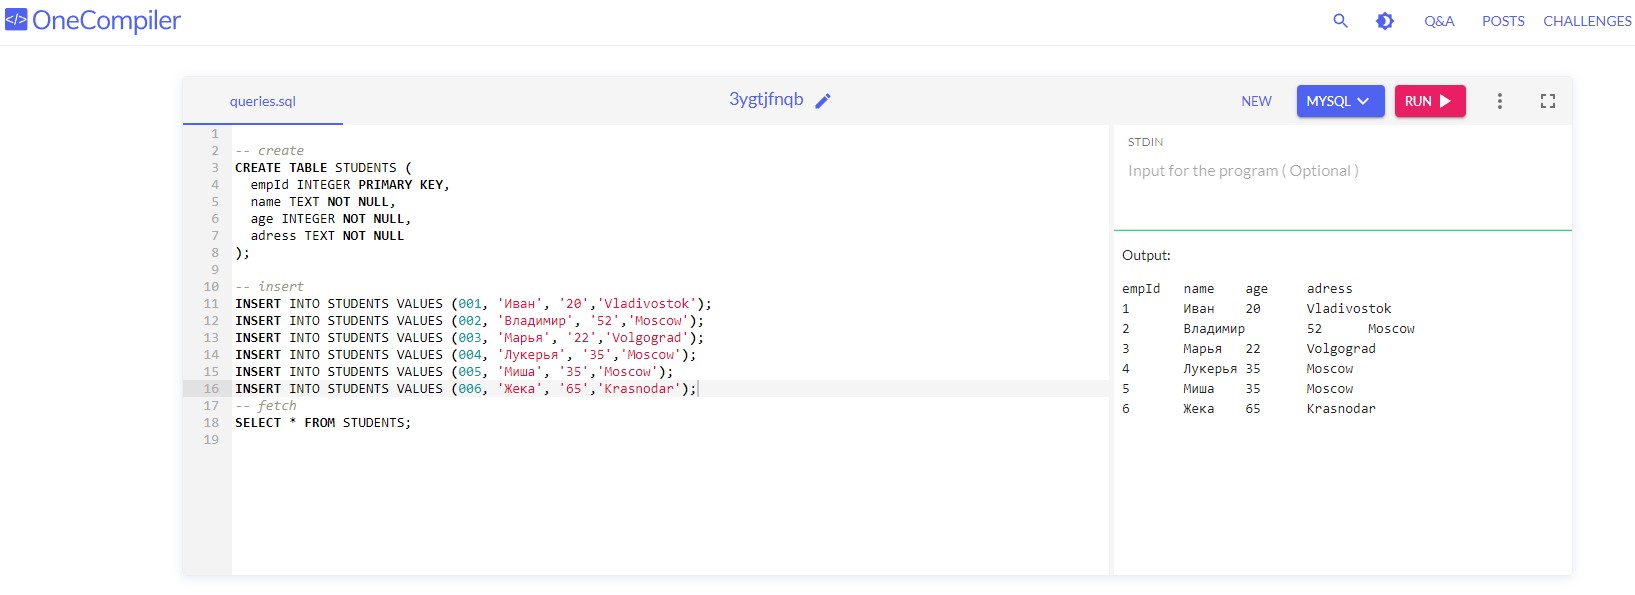 </> OneCompiler
Q&A POSTS CHALLENGES
queries.sql
3ygtjfnqb
NEW MYSQL RUN
1
2 -- create
3 CREATE TABLE STUDENTS (
4 empId INTEGER PRIMARY KEY,
5 name TEXT NOT NULL,
6 age INTEGER NOT NULL,
7 adress TEXT NOT NULL
8 );
9
10 -- insert
11 INSERT INTO STUDENTS VALUES (001, 'Иван', '20','Vladivostok');
12 INSERT INTO STUDENTS VALUES (002, 'Владимир', '52','Moscow');
13 INSERT INTO STUDENTS VALUES (003, 'Марья', '22','Volgograd');
14 INSERT INTO STUDENTS VALUES (004, 'Лукерья', '35','Moscow');
15 INSERT INTO STUDENTS VALUES (005, 'Миша', '35','Moscow');
16 INSERT INTO STUDENTS VALUES (006, 'Жека', '65','Krasnodar');
17 -- fetch
18 SELECT * FROM STUDENTS;
19
STDIN
Input for the program ( Optional )
Output:
empId name age adress
1 Иван 20 Vladivostok
2 Владимир 52 Moscow
3 Марья 22 Volgograd
4 Лукерья 35 Moscow
5 Миша 35 Moscow
6 Жека 65 Krasnodar